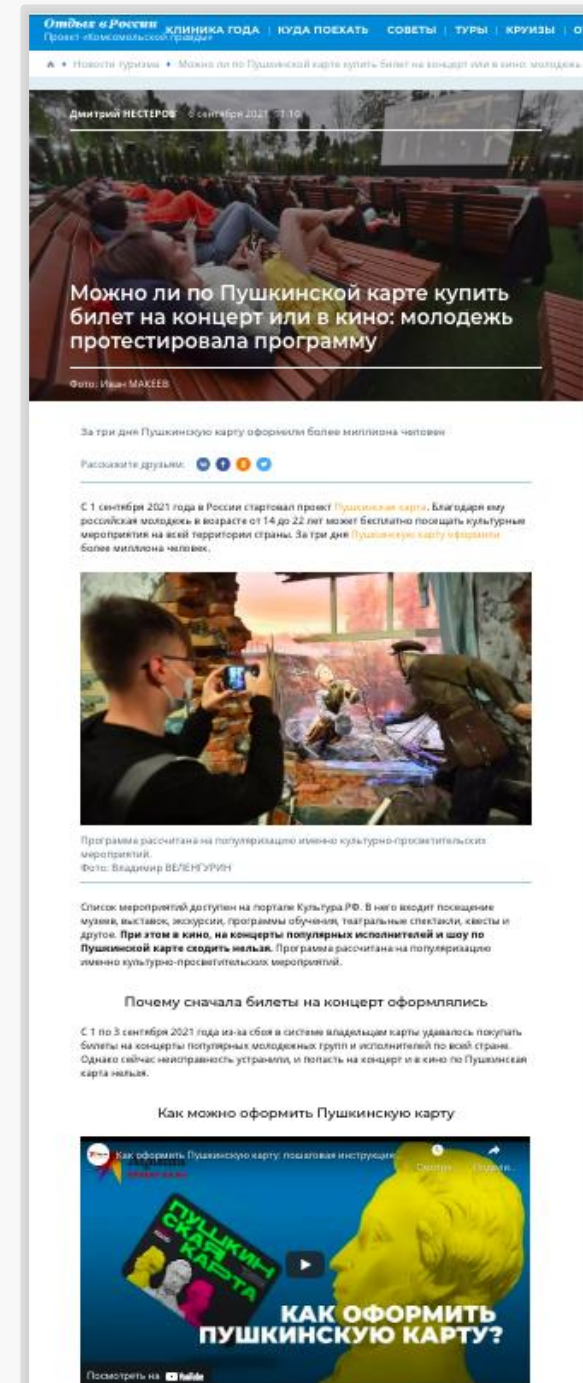 Отдых в России
Проект «Комсомольской правды»
КЛИНИКА ГОДА | КУДА ПОЕХАТЬ СОВЕТЫ | ТУРЫ | КРУИЗЫ
Новости туризма • Можно ли по Пушкинской карте купить билет на концерт или в кино: молодежь
Дмитрий НЕСТЕРОВ 6 сентября 2021
Можно ли по Пушкинской карте купить
билет на концерт или в кино: молодежь
протестировала программу
Фото: Иван МАКЕЕВ
За три дня Пушкинскую карту оформили более миллиона человек
Расскажите друзьям:
С 1 сентября 2021 года в России стартовал проект Пушкинская карта. Благодаря ему
российская молодежь в возрасте от 14 до 22 лет может бесплатно посещать культурные
мероприятия на всей территории страны. За три дня Пушкинскую карту оформили
более миллиона человек.
Программа рассчитана на популяризацию именно культурно-просветительских
мероприятий.
Фото: Владимир ВЕЛЕНГУРИН
Список мероприятий доступен на портале Культура.РФ. В него входит посещение
музеев, выставок, экскурсии, программы обучения, театральные спектакли, квесты и
другое. При этом в кино, на концерты популярных исполнителей и шоу по
Пушкинской карте сходить нельзя. Программа рассчитана на популяризацию
именно культурно-просветительских мероприятий.
Почему сначала билеты на концерт оформлялись
С 1 по 3 сентября 2021 года из-за сбоя в системе владельцам карты удавалось покупать
билеты на концерты популярных молодежных групп и исполнителей по всей стране.
Однако сейчас неисправность устранили, и попасть на концерт и в кино по Пушкинская
карта нельзя.
Как можно оформить Пушкинскую карту
Как оформить Пушкинскую карту: пошаговая инструкция...
ПУШКИН
СКАЯ
КАРТА
КАК ОФОРМИТЬ
ПУШКИНСКУЮ КАРТУ?
Посмотреть на YouTube